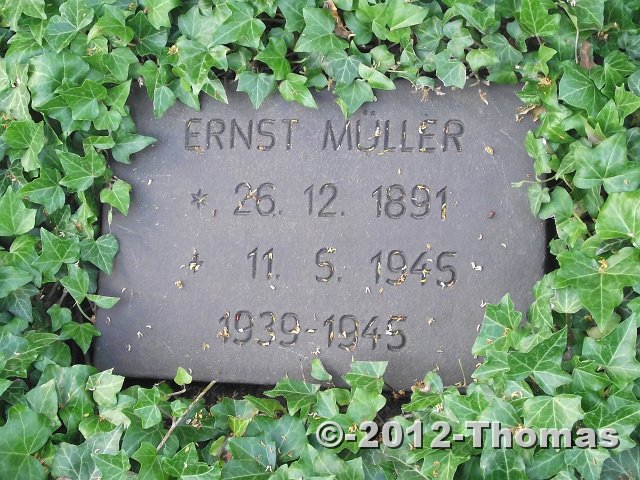 ERNST MÜLLER
* 26. 12. 1891
+ 11. 5. 1945
1939-1945
©-2012-Thomas